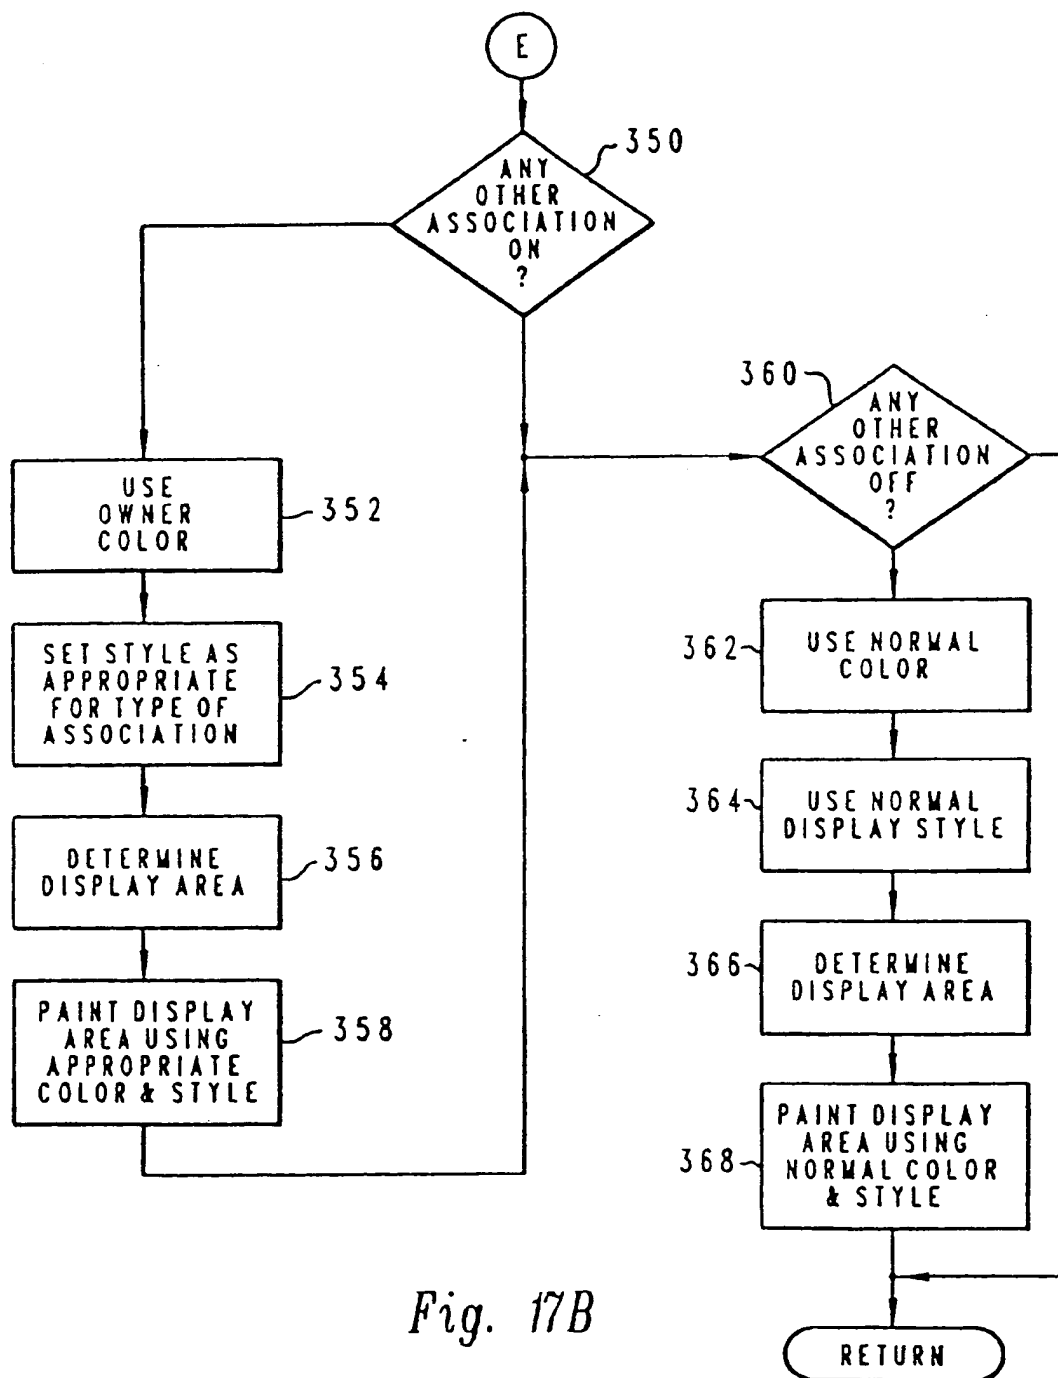 E
350
ANY
OTHER
ASSOCIATION
ON
?
352
USE
OWNER
COLOR
354
SET STYLE AS
APPROPRIATE
FOR TYPE OF
ASSOCIATION
356
DETERMINE
DISPLAY AREA
358
PAINT DISPLAY
AREA USING
APPROPRIATE
COLOR & STYLE
360
ANY
OTHER
ASSOCIATION
OFF
?
362
USE NORMAL
COLOR
364
USE NORMAL
DISPLAY STYLE
366
DETERMINE
DISPLAY AREA
368
PAINT DISPLAY
AREA USING
NORMAL COLOR
& STYLE
RETURN
Fig. 17B